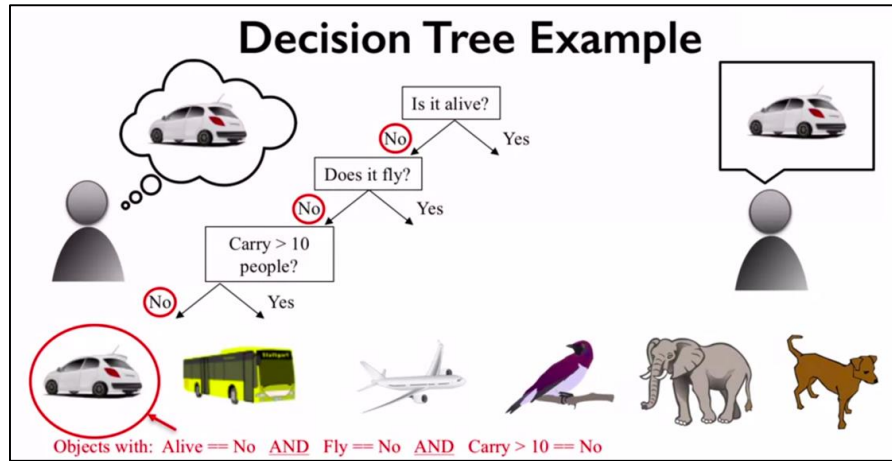 Decision Tree Example
Is it alive?
No
Yes
Does it fly?
No
Yes
Carry > 10
people?
No
Yes
Stuttgart
Objects with: Alive == No AND Fly == No AND Carry > 10 == No